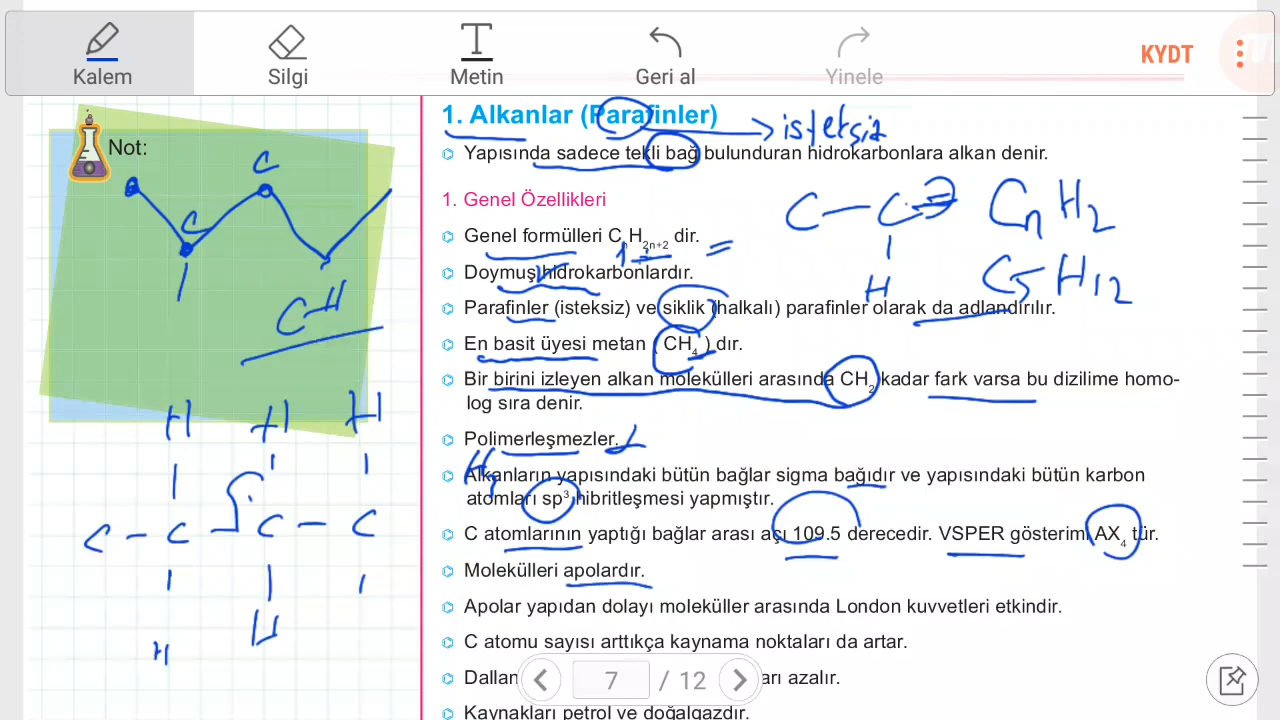 Kalem
Silgi
Metin
Geri al
Yinele
KYDT
1. Alkanlar (Parafinler)
isteksiz
Yapısında sadece tekli bağ bulunduran hidrokarbonlara alkan denir.
Not:
C
C
C H
1. Genel Özellikleri
Genel formülleri CnH2n+2 dir.
=
C - C
H
CnH2
C5H12
Doymuş hidrokarbonlardır.
Parafinler (isteksiz) ve siklik (halkalı) parafinler olarak da adlandırılır.
En basit üyesi metan ( CH4 ) dır.
Bir birini izleyen alkan molekülleri arasında CH2 kadar fark varsa bu dizilime homo-
log sıra denir.
Polimerleşmezler.
Alkanların yapısındaki bütün bağlar sigma bağıdır ve yapısındaki bütün karbon
atomları sp3 hibritleşmesi yapmıştır.
C atomlarının yaptığı bağlar arası açı 109.5 derecedir. VSPER gösterimi AX4 tür.
Molekülleri apolardır.
Apolar yapıdan dolayı moleküller arasında London kuvvetleri etkindir.
C atomu sayısı arttıkça kaynama noktaları da artar.
7 / 12
azalır.
Kaynakları petrol ve doğalgazdır.
H H H
C - C C - C
H H